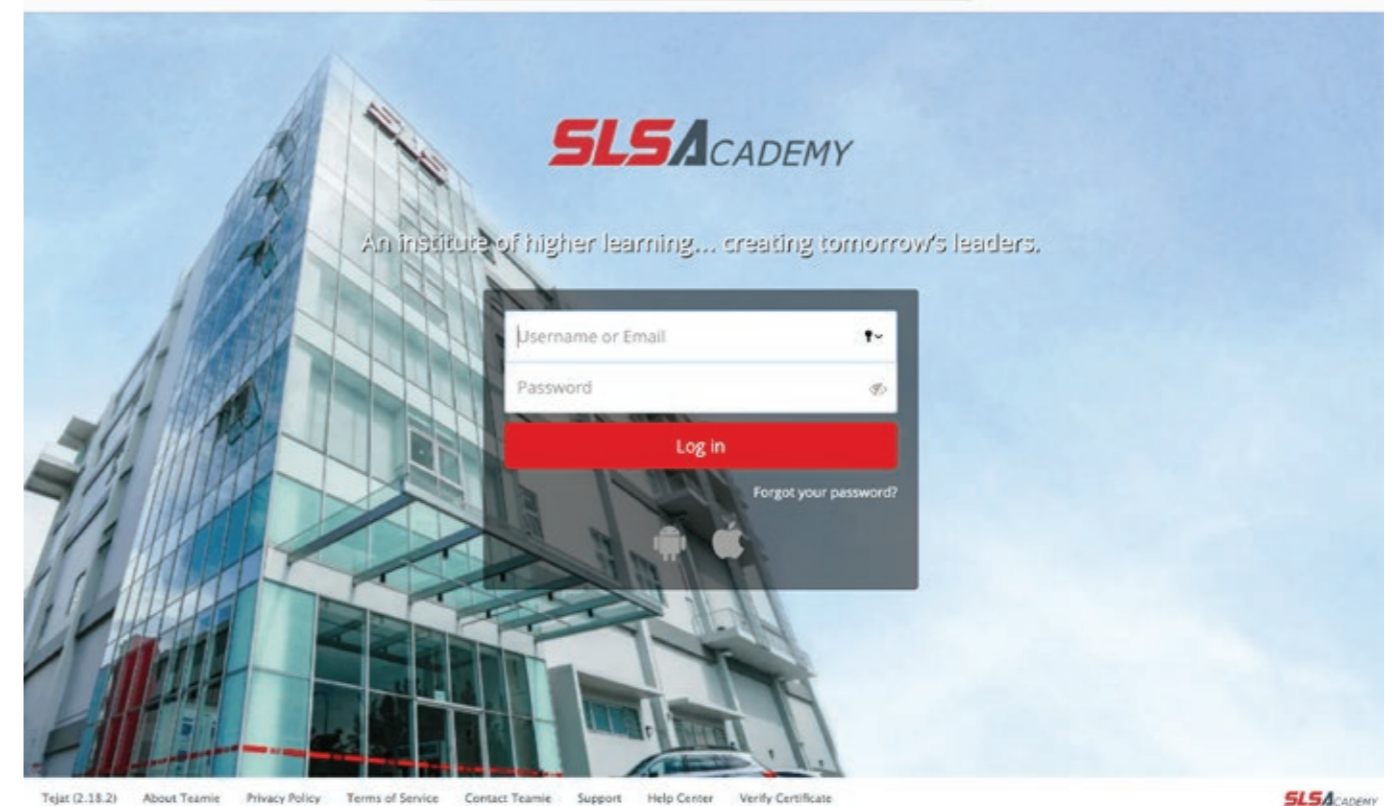 SLS
SLSACADEMY
An institute of higher learning... creating tomorrow's leaders.
Username or Email
Password
Log in
Forgot your password?
Tejat (2.18.2) About Teamie Privacy Policy Terms of Service Contact Teamie Support Help Center Verify Certificate
SLSACADEMY